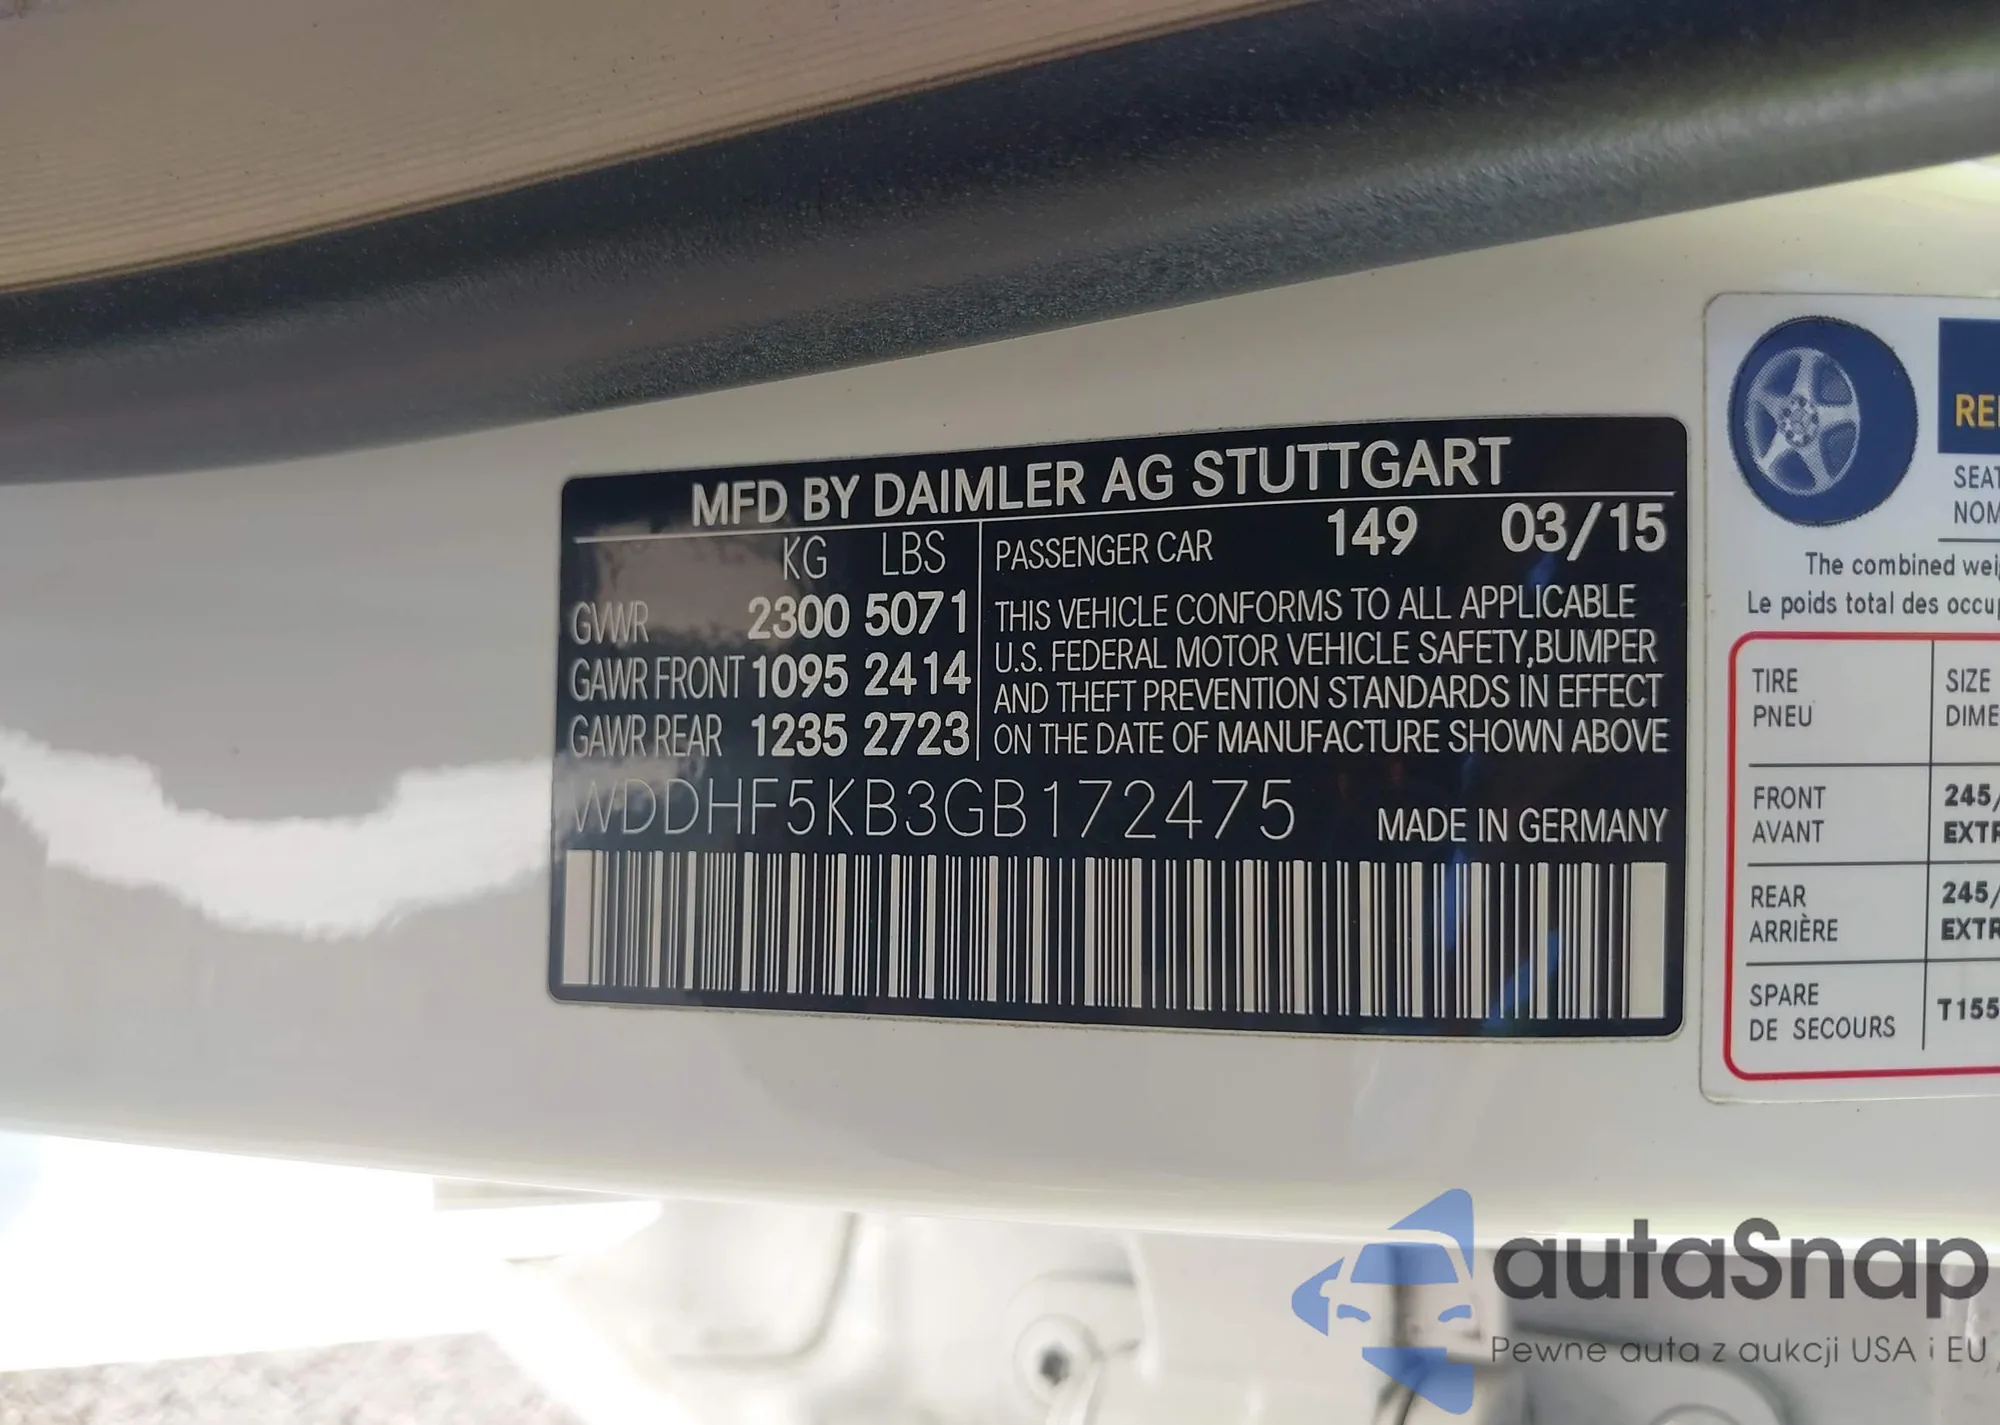 MFD BY DAIMLER AG STUTTGART
KG LBS
GVWR 2300 5071
GAWR FRONT 1095 2414
GAWR REAR 1235 2723
PASSENGER CAR 149 03/15
THIS VEHICLE CONFORMS TO ALL APPLICABLE
U.S. FEDERAL MOTOR VEHICLE SAFETY,BUMPER
AND THEFT PREVENTION STANDARDS IN EFFECT
ON THE DATE OF MANUFACTURE SHOWN ABOVE
WDDHF5KB3GB172475
MADE IN GERMANY
The combined
Le poids total des
TIRE SIZE
PNEU
FRONT 245/
AVANT
REAR 245/
ARRIÈRE
SPARE T155
DE SECOURS
autaSnap
Pewne auta z aukcji USA i EU